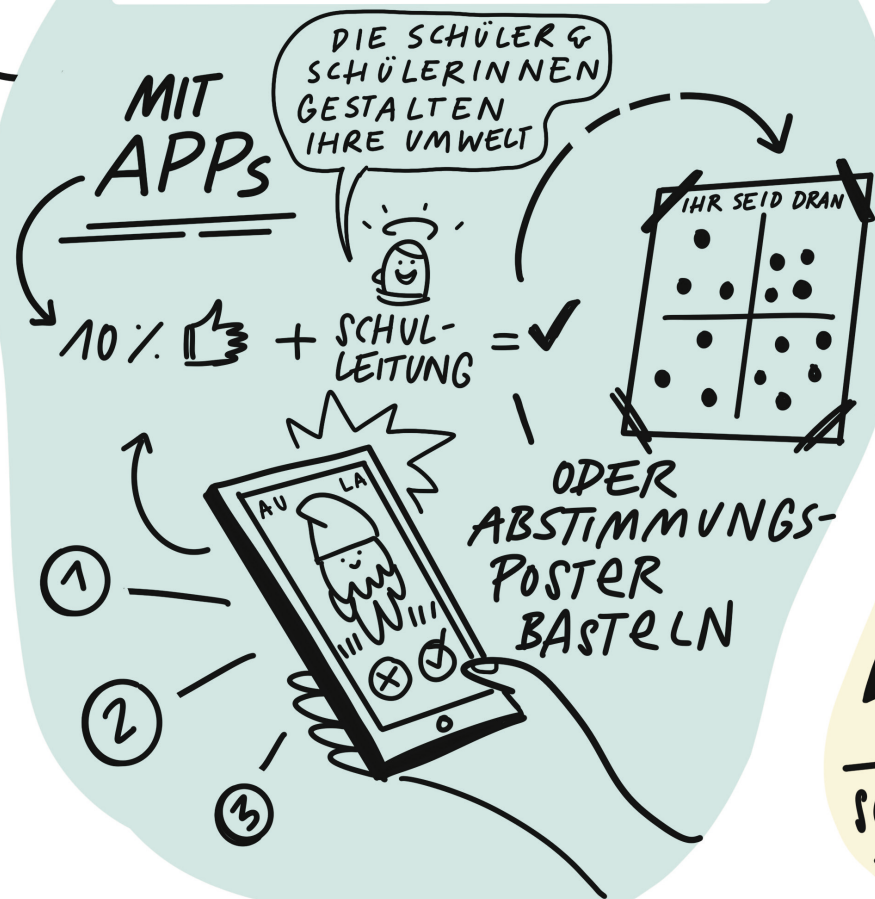 MIT
APPs
DIE SCHÜLER &
SCHÜLERINNEN
GESTALTEN
IHRE UMWELT
10 % + SCHUL-
LEITUNG = ✓
IHR SEID DRAN
ODER
ABSTIMMUNGS-
POSTER
BASTELN
AU LA
1
2
3